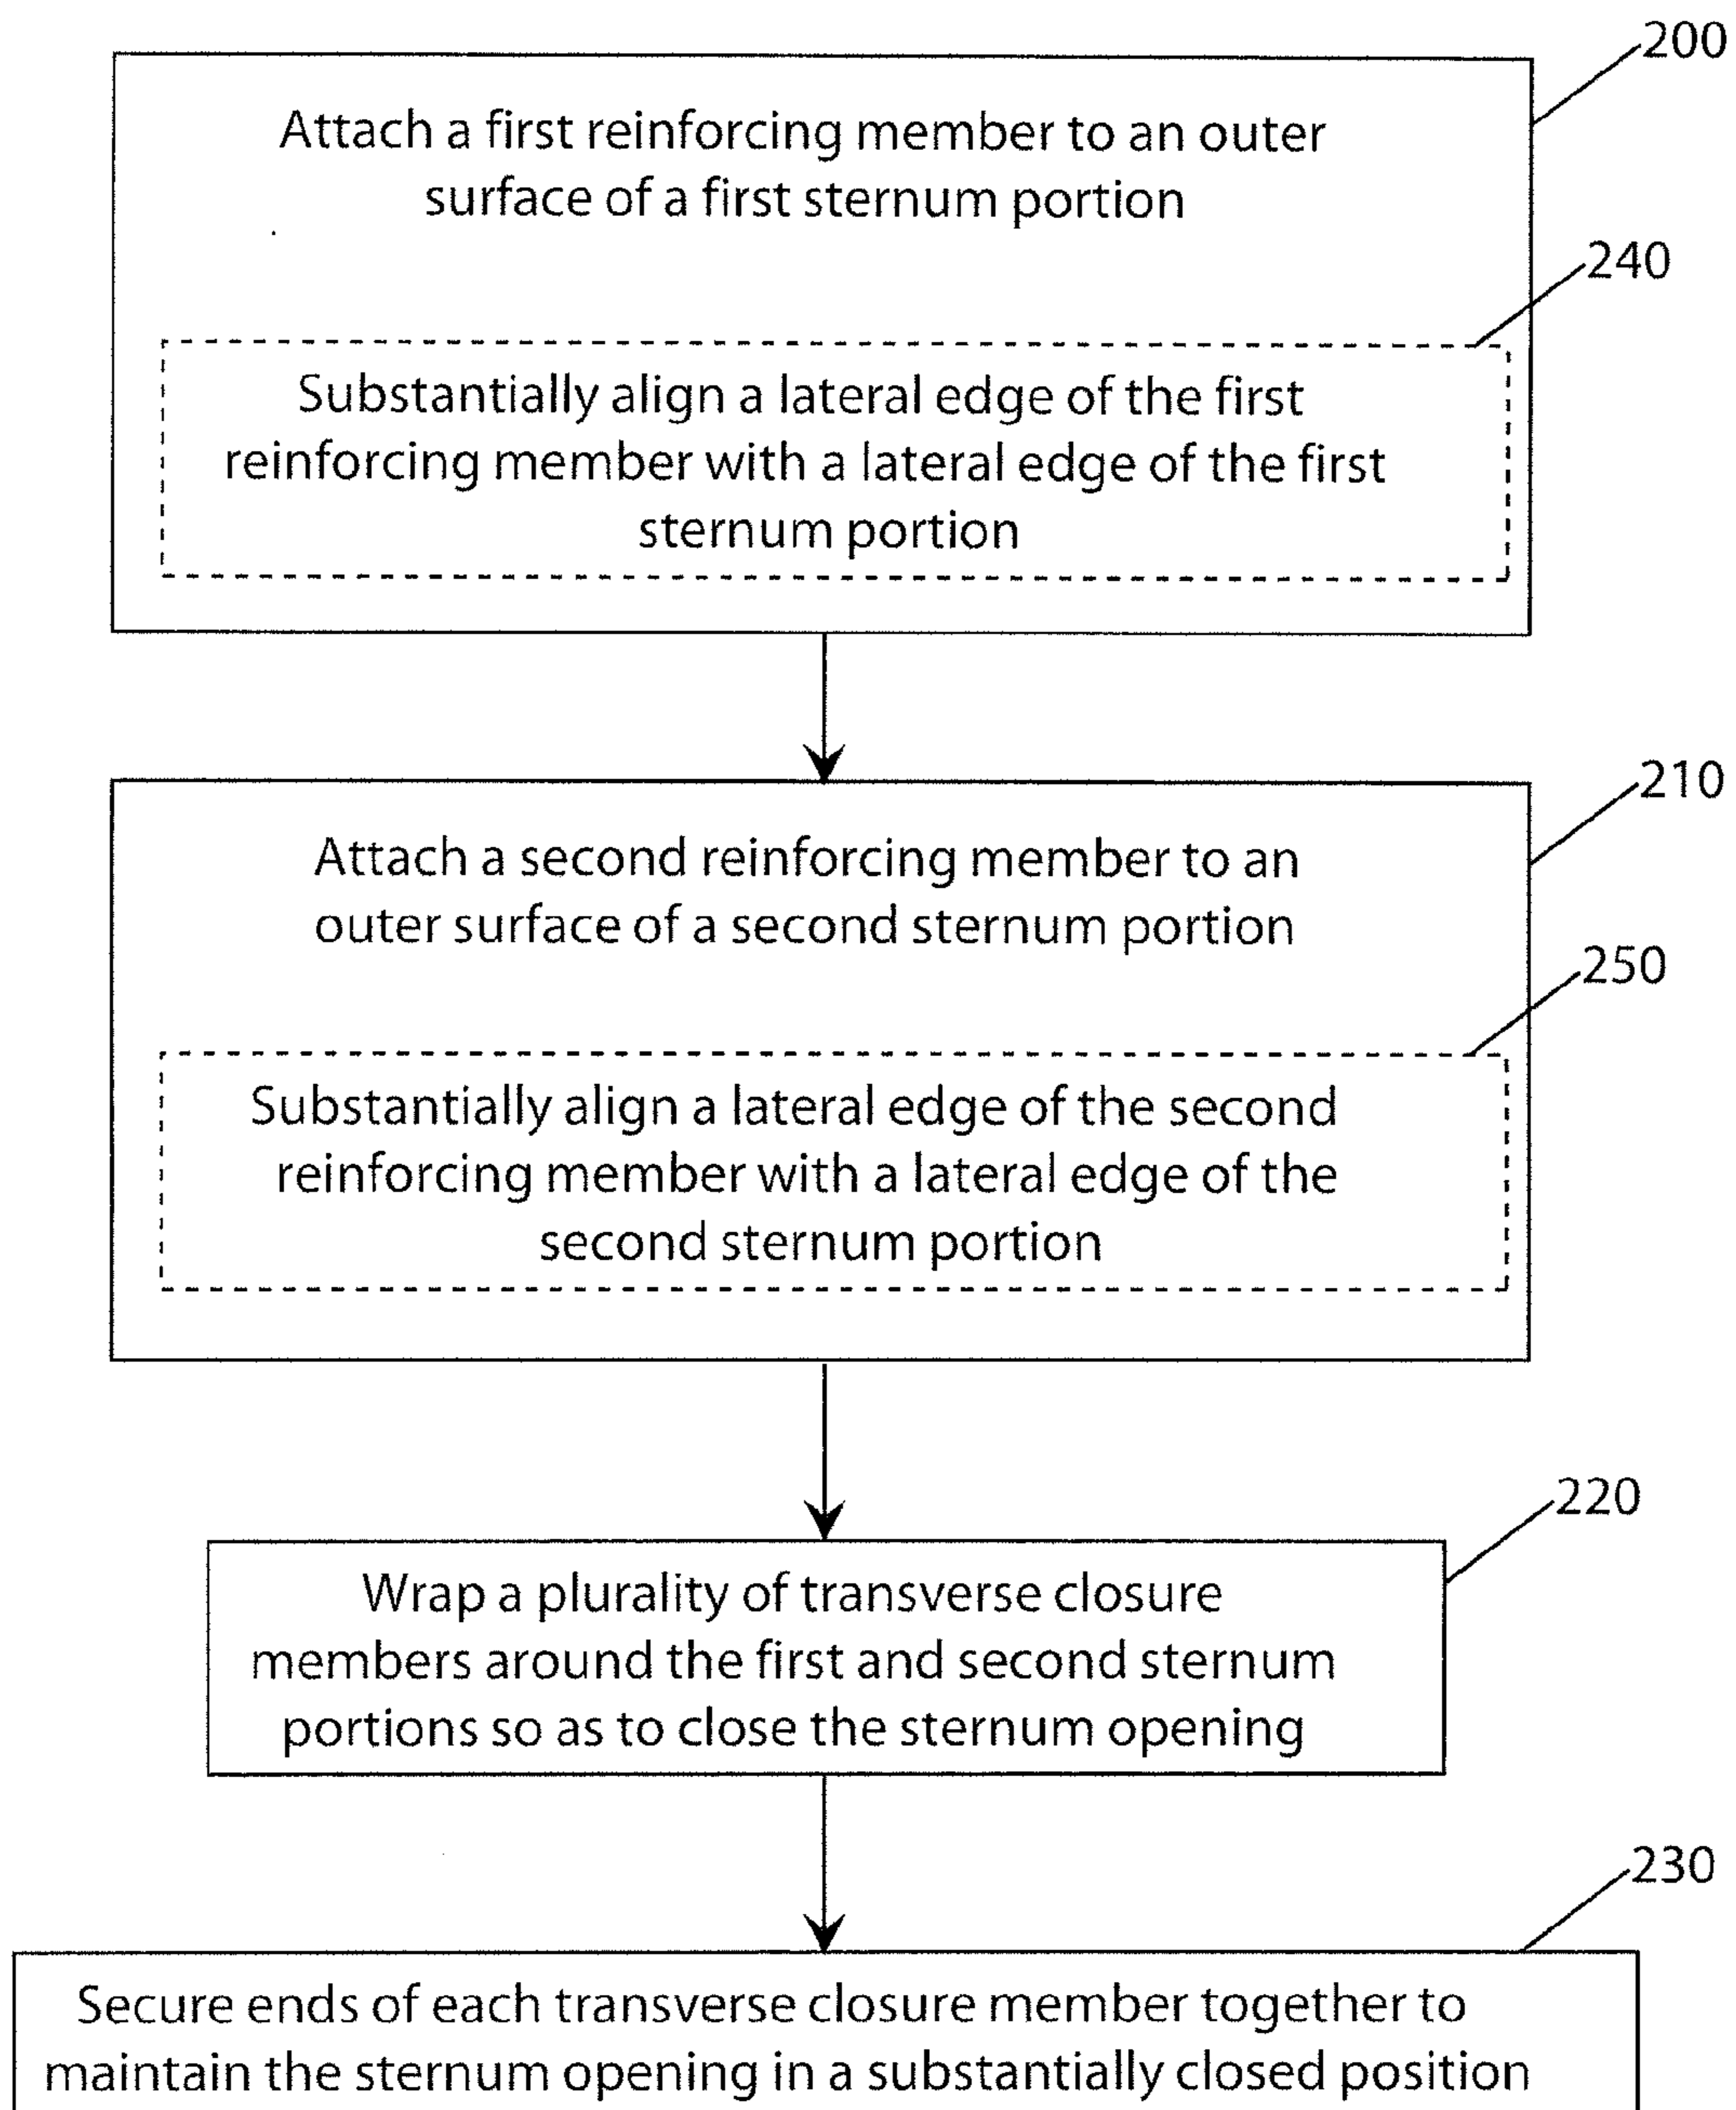 200
Attach a first reinforcing member to an outer
surface of a first sternum portion
240
Substantially align a lateral edge of the first
reinforcing member with a lateral edge of the first
sternum portion
210
Attach a second reinforcing member to an
outer surface of a second sternum portion
250
Substantially align a lateral edge of the second
reinforcing member with a lateral edge of the
second sternum portion
220
Wrap a plurality of transverse closure
members around the first and second sternum
portions so as to close the sternum opening
230
Secure ends of each transverse closure member together to
maintain the sternum opening in a substantially closed position